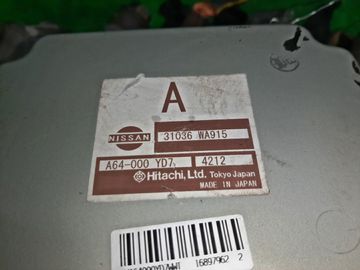 A
NISSAN 31036 WA915
A64-000 YD7 4212
Hitachi, Ltd. Tokyo Japan
MADE IN JAPAN
16897962 2